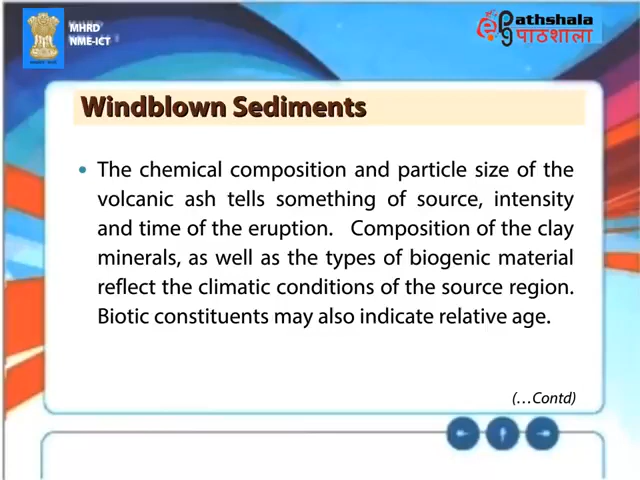 MHRD
NME-ICT
Pathshala
पाठशाला
Windblown Sediments
• The chemical composition and particle size of the
volcanic ash tells something of source, intensity
and time of the eruption. Composition of the clay
minerals, as well as the types of biogenic material
reflect the climatic conditions of the source region.
Biotic constituents may also indicate relative age.
(...Contd)